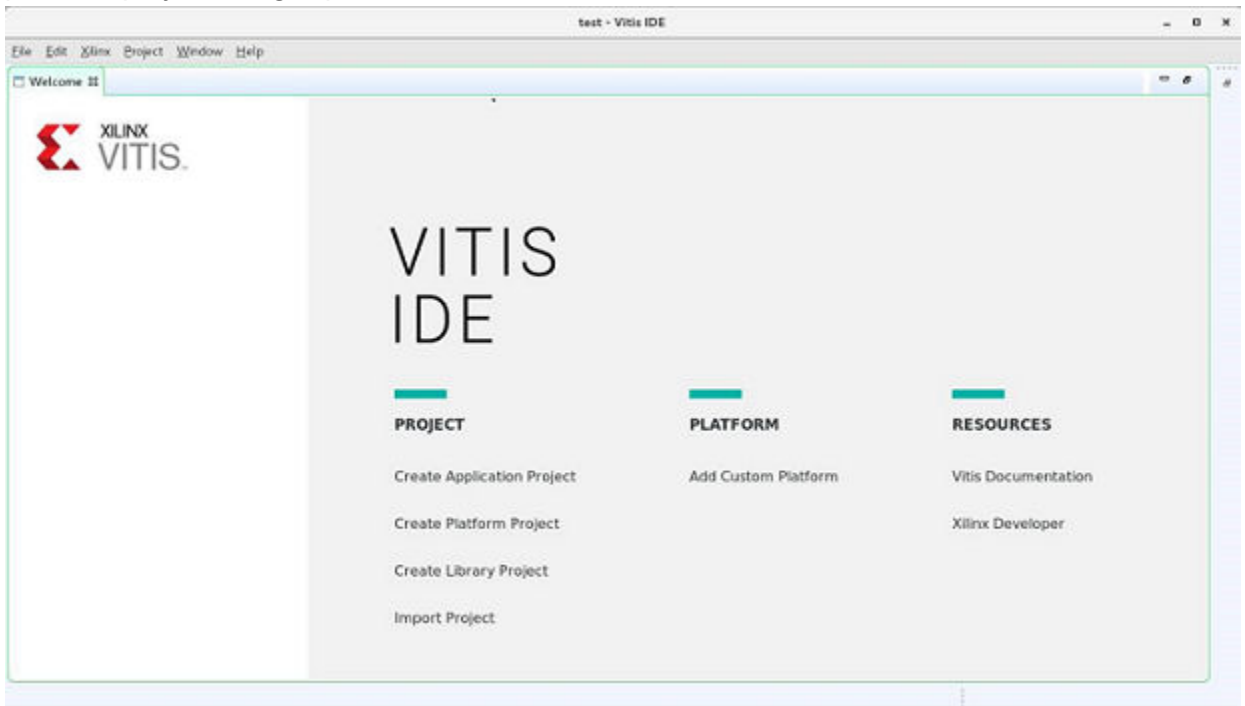 test - Vitis IDE
File Edit Xilinx Project Window Help
Welcome
XILINX
VITIS
VITIS
IDE
PROJECT
Create Application Project
Create Platform Project
Create Library Project
Import Project
PLATFORM
Add Custom Platform
RESOURCES
Vitis Documentation
Xilinx Developer